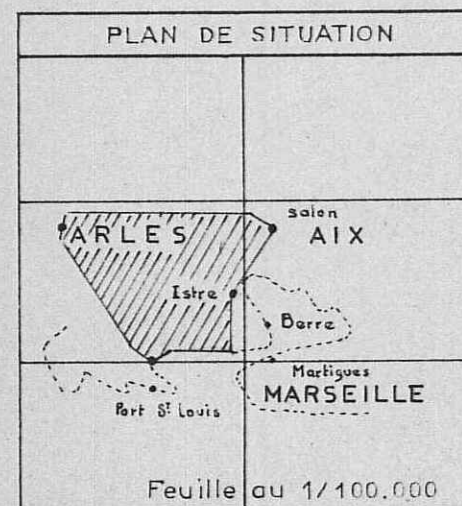 PLAN DE SITUATION
ARLES
Salon
AIX
Istre
Berre
Martigues
MARSEILLE
Port St Louis
Feuille au 1/100.000